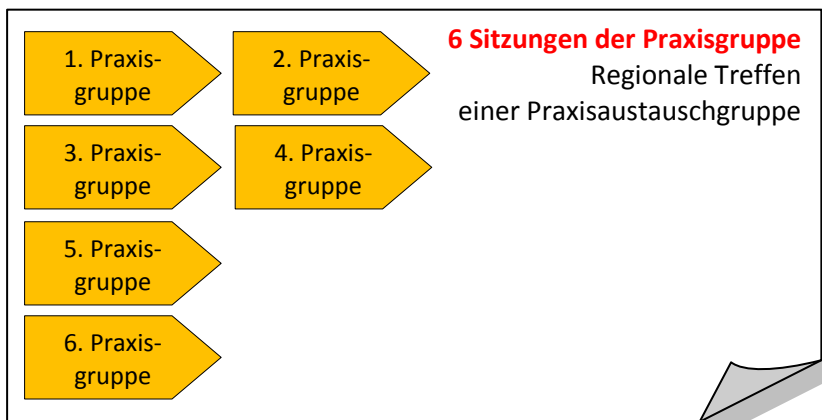 6 Sitzungen der Praxisgruppe
Regionale Treffen
einer Praxisaustauschgruppe
1. Praxis-
gruppe
2. Praxis-
gruppe
3. Praxis-
gruppe
4. Praxis-
gruppe
5. Praxis-
gruppe
6. Praxis-
gruppe